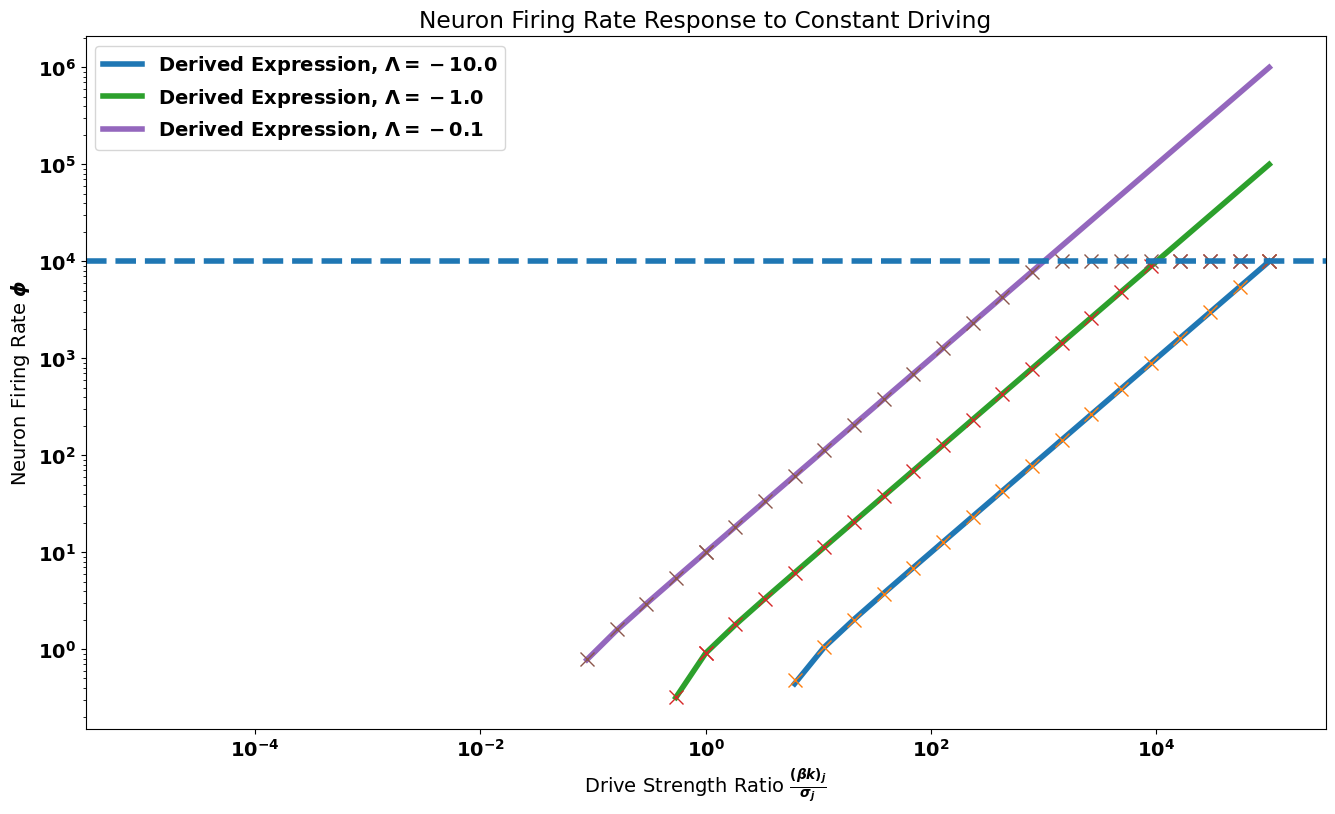 Neuron Firing Rate Response to Constant Driving
Derived Expression, Λ = −10.0
Derived Expression, Λ = −1.0
Derived Expression, Λ = −0.1
Neuron Firing Rate ϕ
10⁶
10⁵
10⁴
10³
10²
10¹
10⁰
10⁻⁴ 10⁻² 10⁰ 10² 10⁴
Drive Strength Ratio (βk)ⱼ/σⱼ